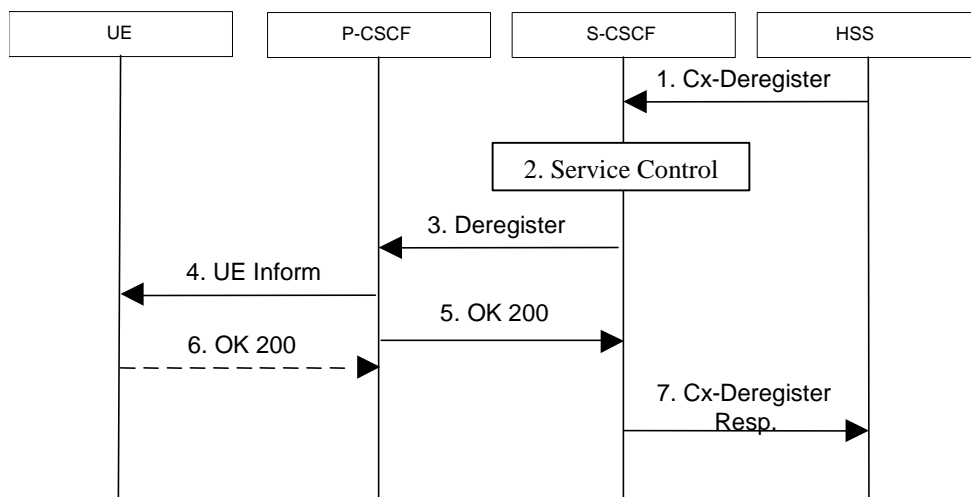 UE
P-CSCF
S-CSCF
HSS
1. Cx-Deregister
2. Service Control
3. Deregister
4. UE Inform
5. OK 200
6. OK 200
7. Cx-Deregister
Resp.